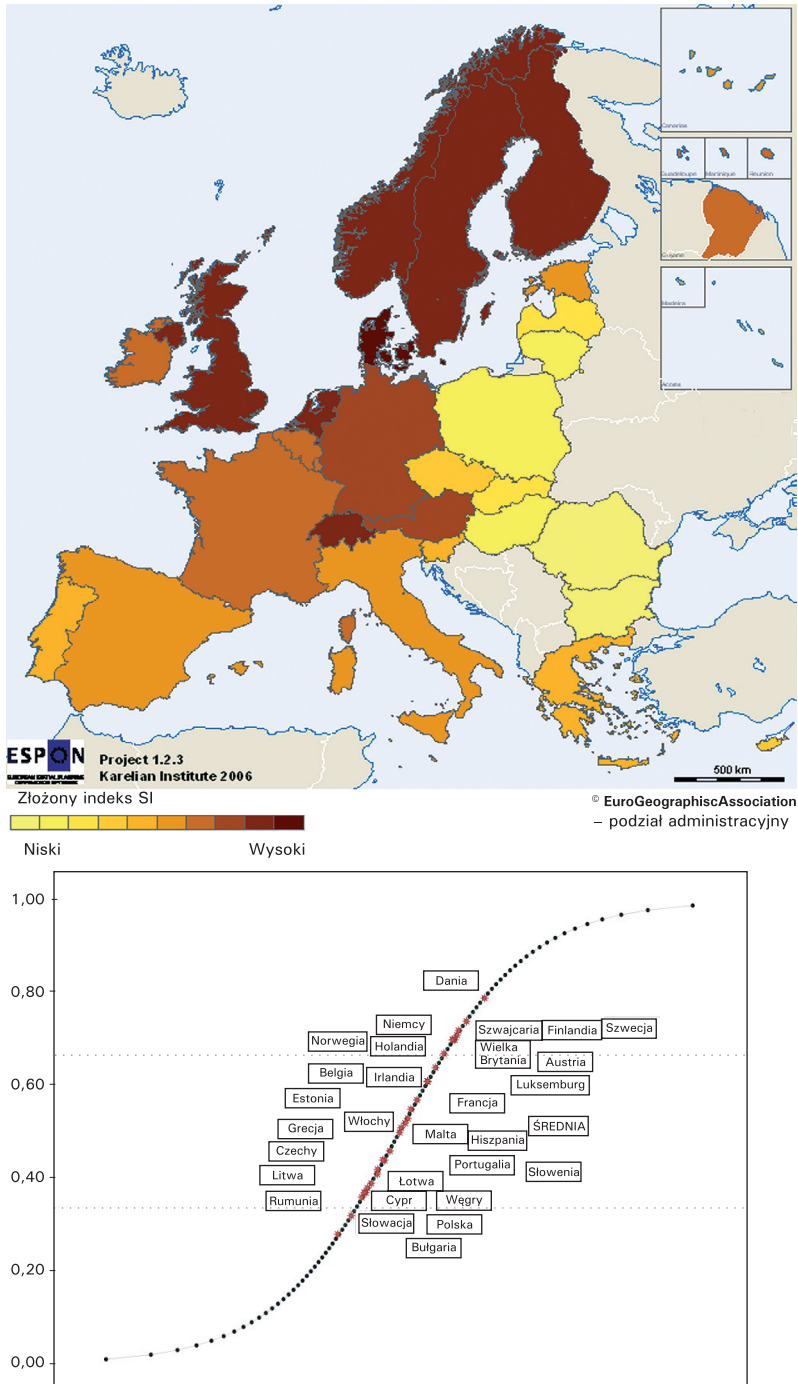 Canarias
Guadeloupe
Martinique
Réunion
Guyane
Madeira
ESPON
Project 1.2.3
Karelian Institute 2006
500 km
Złożony indeks SI
© EuroGeographiscAssociation
– podział administracyjny
Niski
Wysoki
1,00
0,80
0,60
0,40
0,20
0,00
Dania
Niemcy
Szwajcaria
Finlandia
Szwecja
Norwegia
Holandia
Wielka
Brytania
Austria
Belgia
Irlandia
Luksemburg
Estonia
Francja
Włochy
Grecja
Malta
Hiszpania
ŚREDNIA
Czechy
Portugalia
Słowenia
Litwa
Łotwa
Rumunia
Cypr
Węgry
Słowacja
Polska
Bułgaria